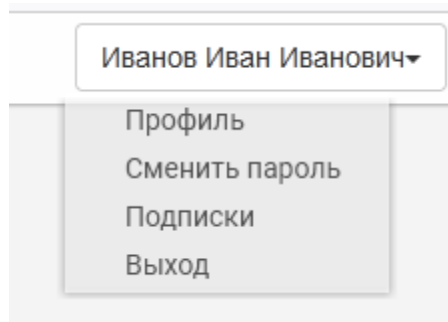 Иванов Иван Иванович
Профиль
Сменить пароль
Подписки
Выход